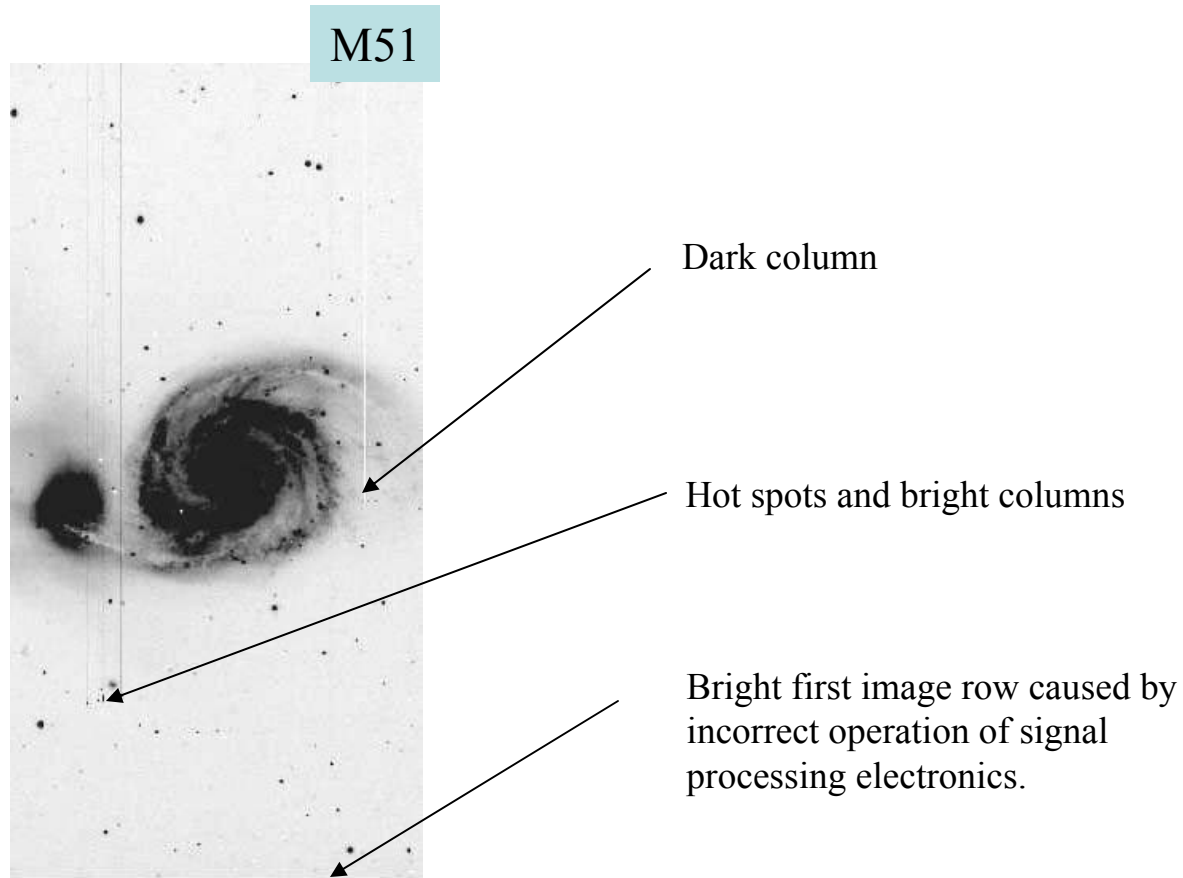 M51
Dark column
Hot spots and bright columns
Bright first image row caused by
incorrect operation of signal
processing electronics.